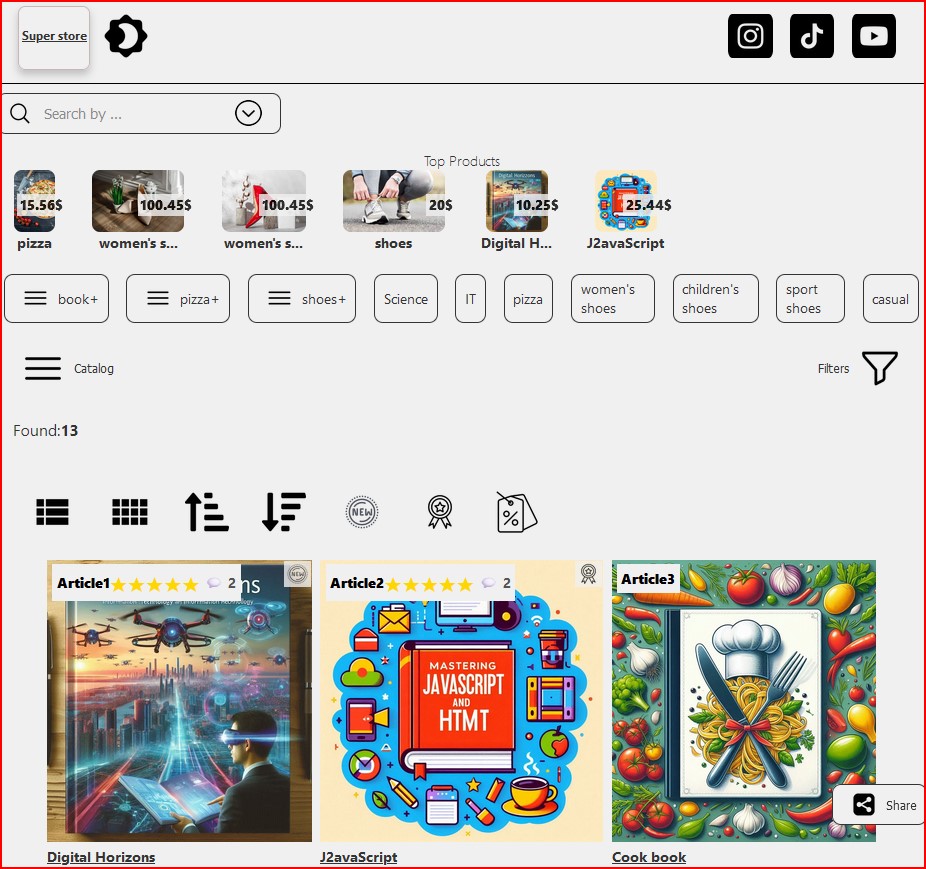 Super store
Search by ...
Top Products
15.56$ 100.45$ 100.45$ 20$ 10.25$ 25.44$
pizza women's s... women's s... shoes Digital H... J2avaScript
book+ pizza+ shoes+ Science IT pizza women's shoes children's shoes sport shoes casual
Catalog Filters
Found:13
NEW
Article1 2 NEW
Article2 2
Article3
MASTERING
JAVASCRIPT
AND
HTMT
Share
Digital Horizons J2avaScript Cook book